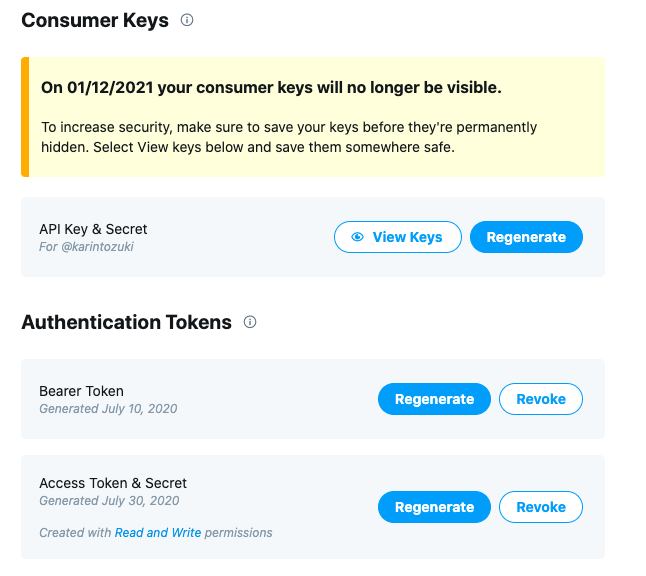 Consumer Keys
On 01/12/2021 your consumer keys will no longer be visible.
To increase security, make sure to save your keys before they're permanently
hidden. Select View keys below and save them somewhere safe.
API Key & Secret
For @karintozuki
View Keys
Regenerate
Authentication Tokens
Bearer Token
Generated July 10, 2020
Regenerate
Revoke
Access Token & Secret
Generated July 30, 2020
Created with Read and Write permissions
Regenerate
Revoke